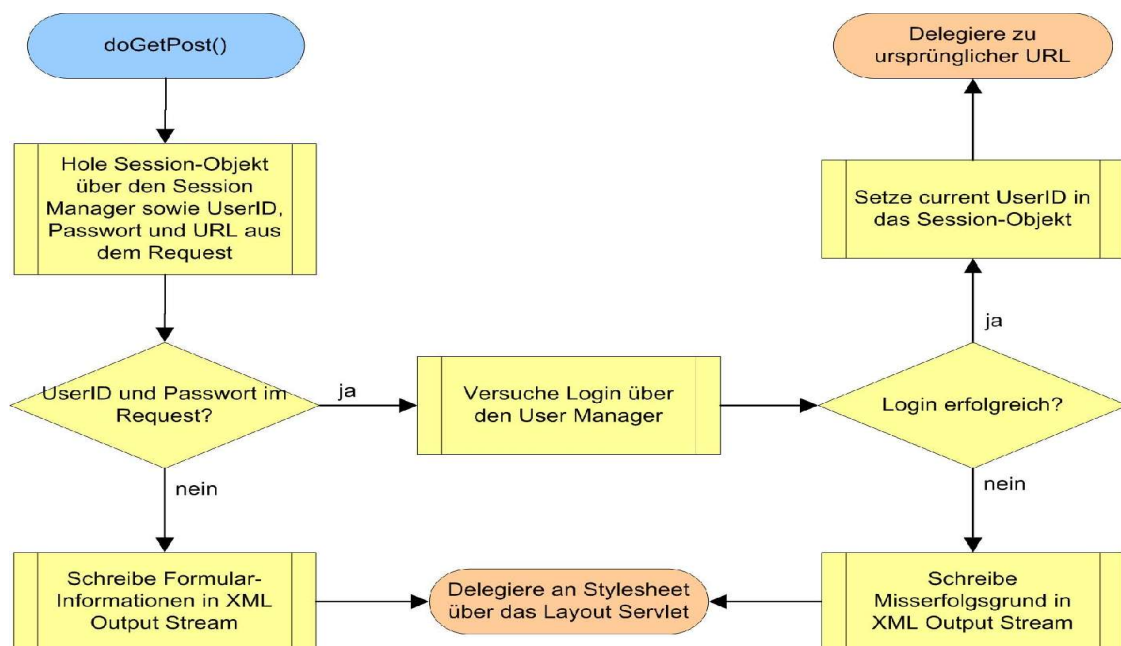 doGetPost()
Hole Session-Objekt
über den Session
Manager sowie UserID,
Passwort und URL aus
dem Request
UserID und Passwort im
Request?
ja
nein
Schreibe Formular-
Informationen in XML
Output Stream
Versuche Login über
den User Manager
Delegiere an Stylesheet
über das Layout Servlet
Delegiere zu
ursprünglicher URL
Setze current UserID in
das Session-Objekt
ja
Login erfolgreich?
nein
Schreibe
Misserfolgsgrund in
XML Output Stream